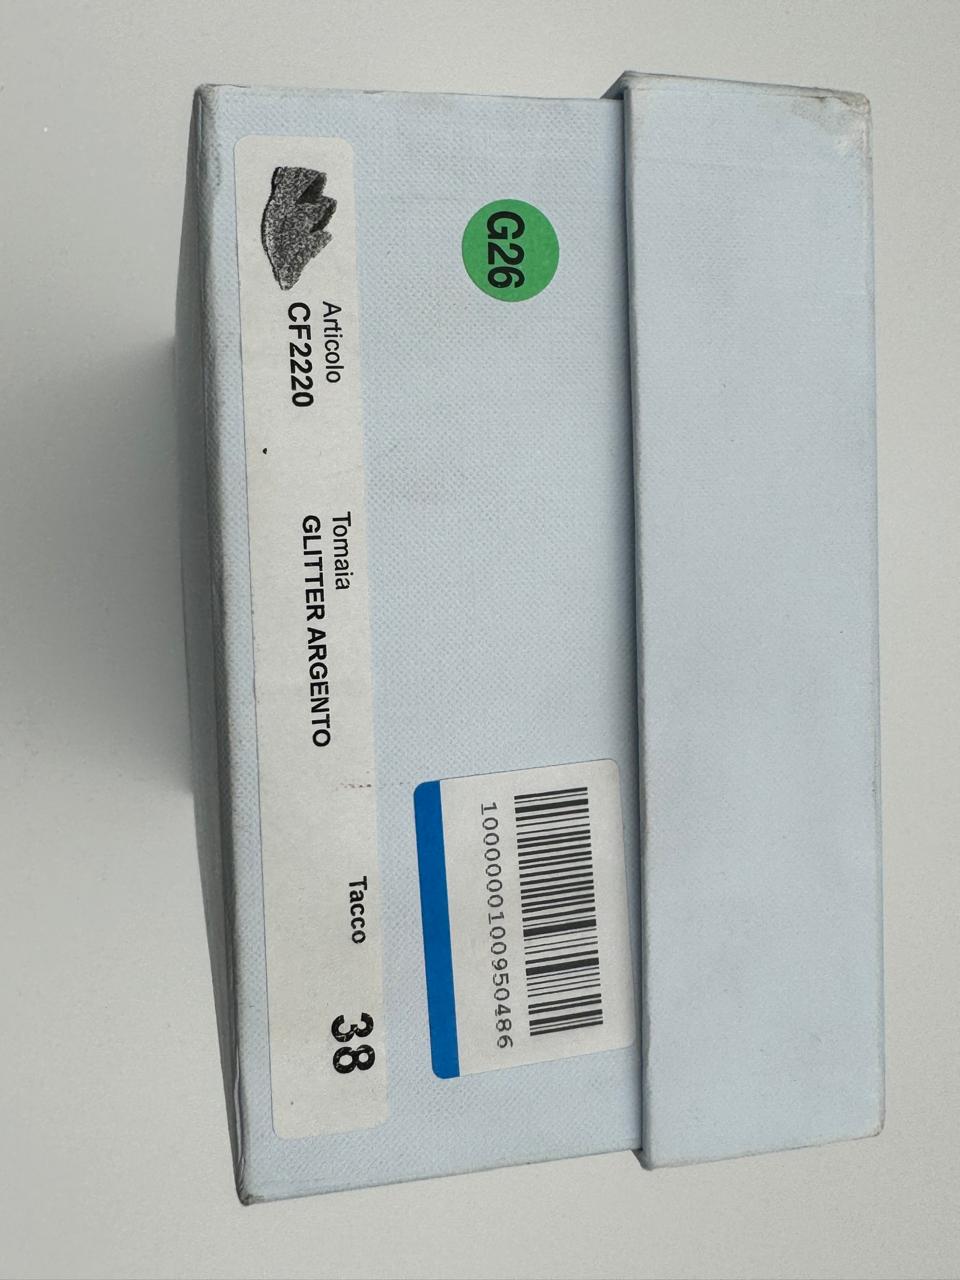 Articolo
CF2220
Tomaia
GLITTER ARGENTO
Tacco
38
G26
1000000100950486